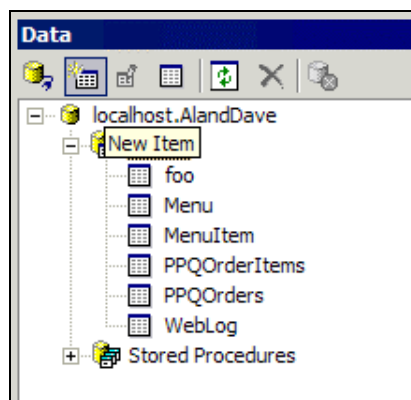 Data
localhost.AlandDave
New Item
foo
Menu
MenuItem
PPQOrderItems
PPQOrders
WebLog
Stored Procedures